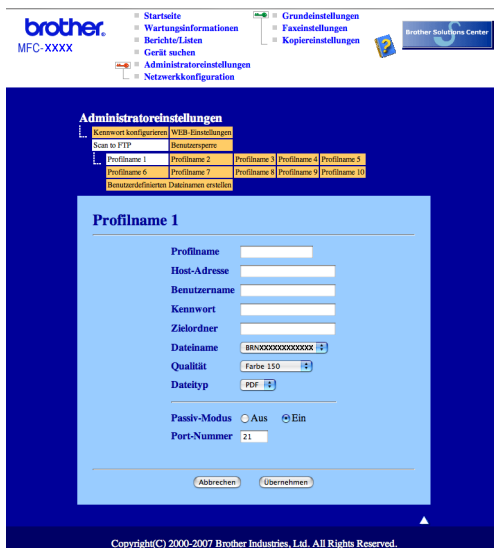 brother.
MFC-XXXX
Startseite
Wartungsinformationen
Berichte/Listen
Gerät suchen
Administratoreinstellungen
Netzwerkkonfiguration
Grundeinstellungen
Faxeinstellungen
Kopiereinstellungen
?
Brother Solutions Center
Administratoreinstellungen
Kennwort konfigurieren WEB-Einstellungen
Scan to FTP Benutzersperre
Profilname 1 Profilname 2 Profilname 3 Profilname 4 Profilname 5
Profilname 6 Profilname 7 Profilname 8 Profilname 9 Profilname 10
Benutzerdefinierten Dateinamen erstellen
Profilname 1
Profilname
Host-Adresse
Benutzername
Kennwort
Zielordner
Dateiname BRNXXXXXXXXXXXX
Qualität Farbe 150
Dateityp PDF
Passiv-Modus Aus Ein
Port-Nummer 21
Abbrechen Übernehmen
Copyright(C) 2000-2007 Brother Industries, Ltd. All Rights Reserved.